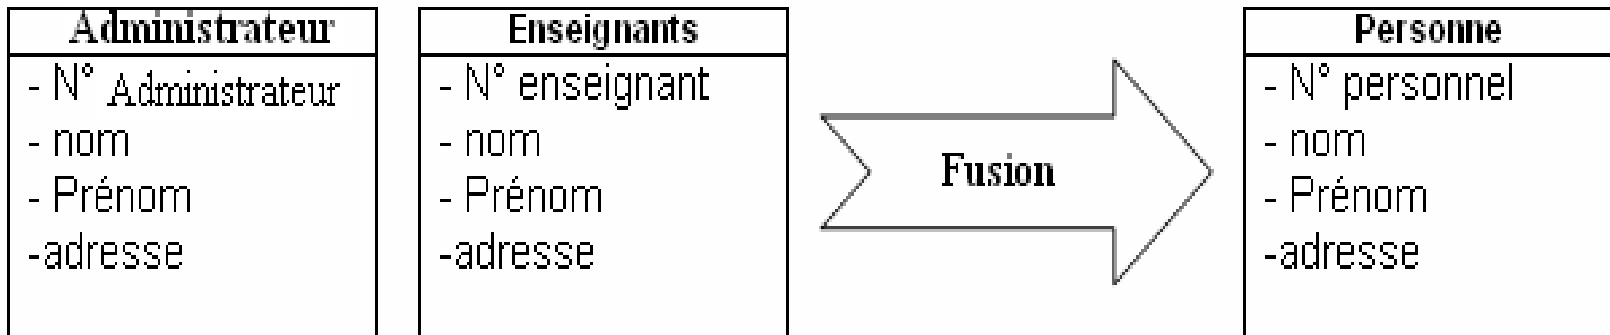 Administrateur
- N° Administrateur
- nom
- Prénom
-adresse
Enseignants
- N° enseignant
- nom
- Prénom
-adresse
Fusion
Personne
- N° personnel
- nom
- Prénom
-adresse